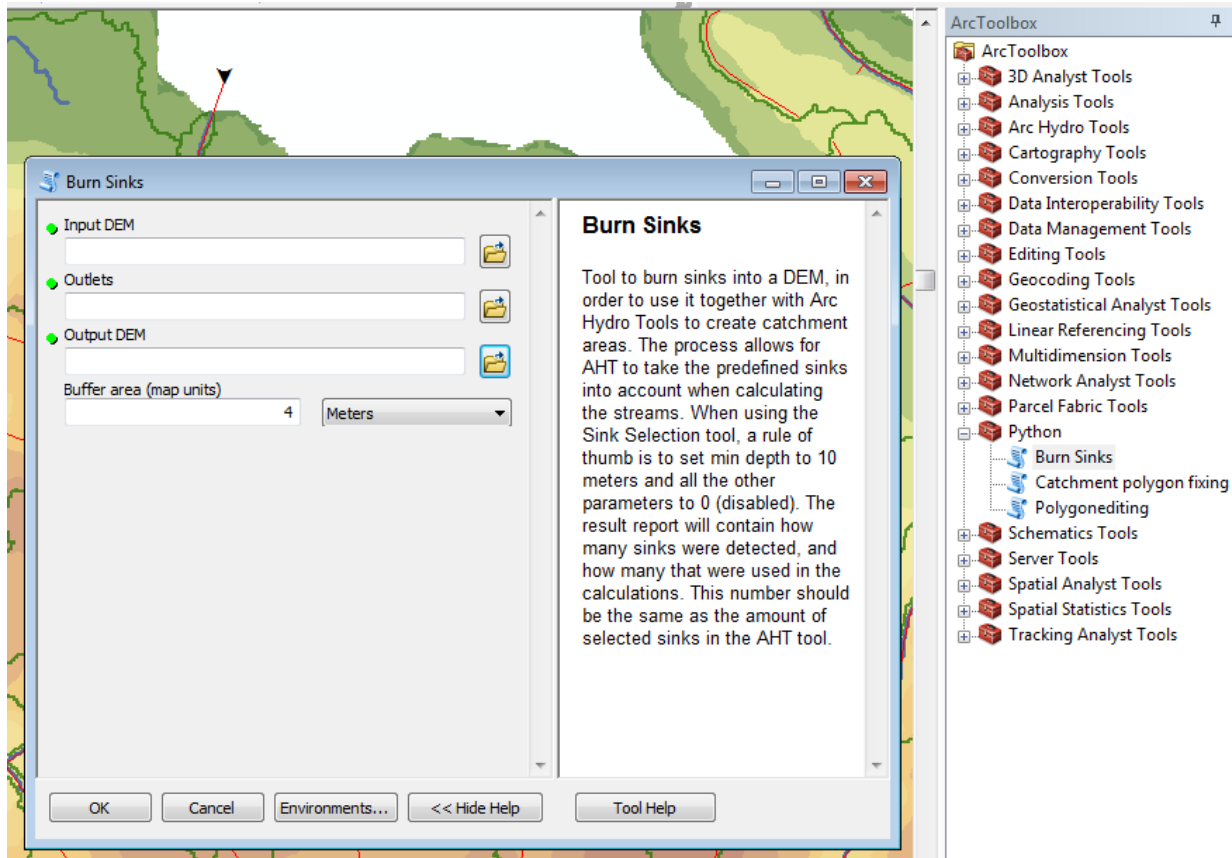 Burn Sinks
Input DEM
Outlets
Output DEM
Buffer area (map units)
4
Meters
Burn Sinks
Tool to burn sinks into a DEM, in
order to use it together with Arc
Hydro Tools to create catchment
areas. The process allows for
AHT to take the predefined sinks
into account when calculating
the streams. When using the
Sink Selection tool, a rule of
thumb is to set min depth to 10
meters and all the other
parameters to 0 (disabled). The
result report will contain how
many sinks were detected, and
how many that were used in the
calculations. This number should
be the same as the amount of
selected sinks in the AHT tool.
OK
Cancel
Environments...
<< Hide Help
Tool Help
ArcToolbox
ArcToolbox
3D Analyst Tools
Analysis Tools
Arc Hydro Tools
Cartography Tools
Conversion Tools
Data Interoperability Tools
Data Management Tools
Editing Tools
Geocoding Tools
Geostatistical Analyst Tools
Linear Referencing Tools
Multidimension Tools
Network Analyst Tools
Parcel Fabric Tools
Python
Burn Sinks
Catchment polygon fixing
Polygonediting
Schematics Tools
Server Tools
Spatial Analyst Tools
Spatial Statistics Tools
Tracking Analyst Tools